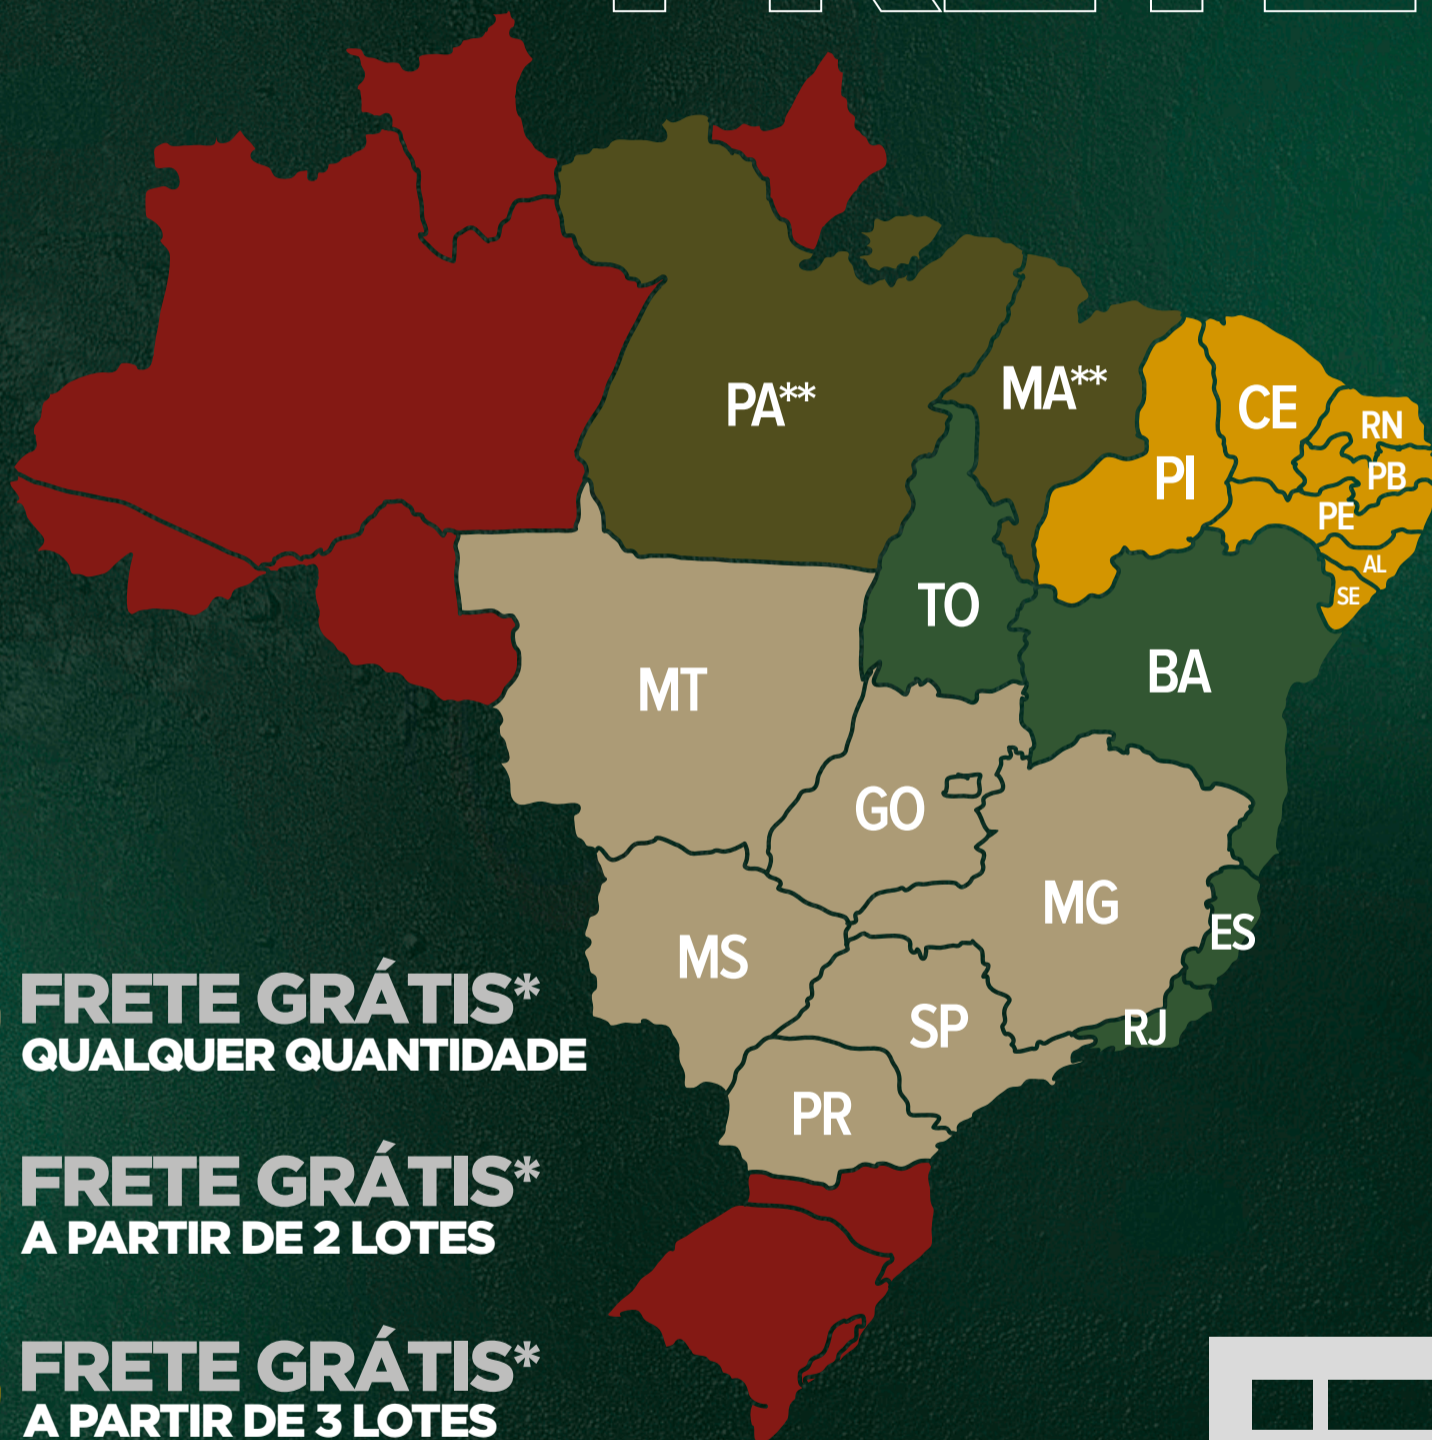 PA**
MA**
CE
RN
PI
PB
PE
AL
SE
TO
BA
MT
GO
MG
ES
MS
SP
RJ
PR
FRETE GRÁTIS*
QUALQUER QUANTIDADE
FRETE GRÁTIS*
A PARTIR DE 2 LOTES
FRETE GRÁTIS*
A PARTIR DE 3 LOTES